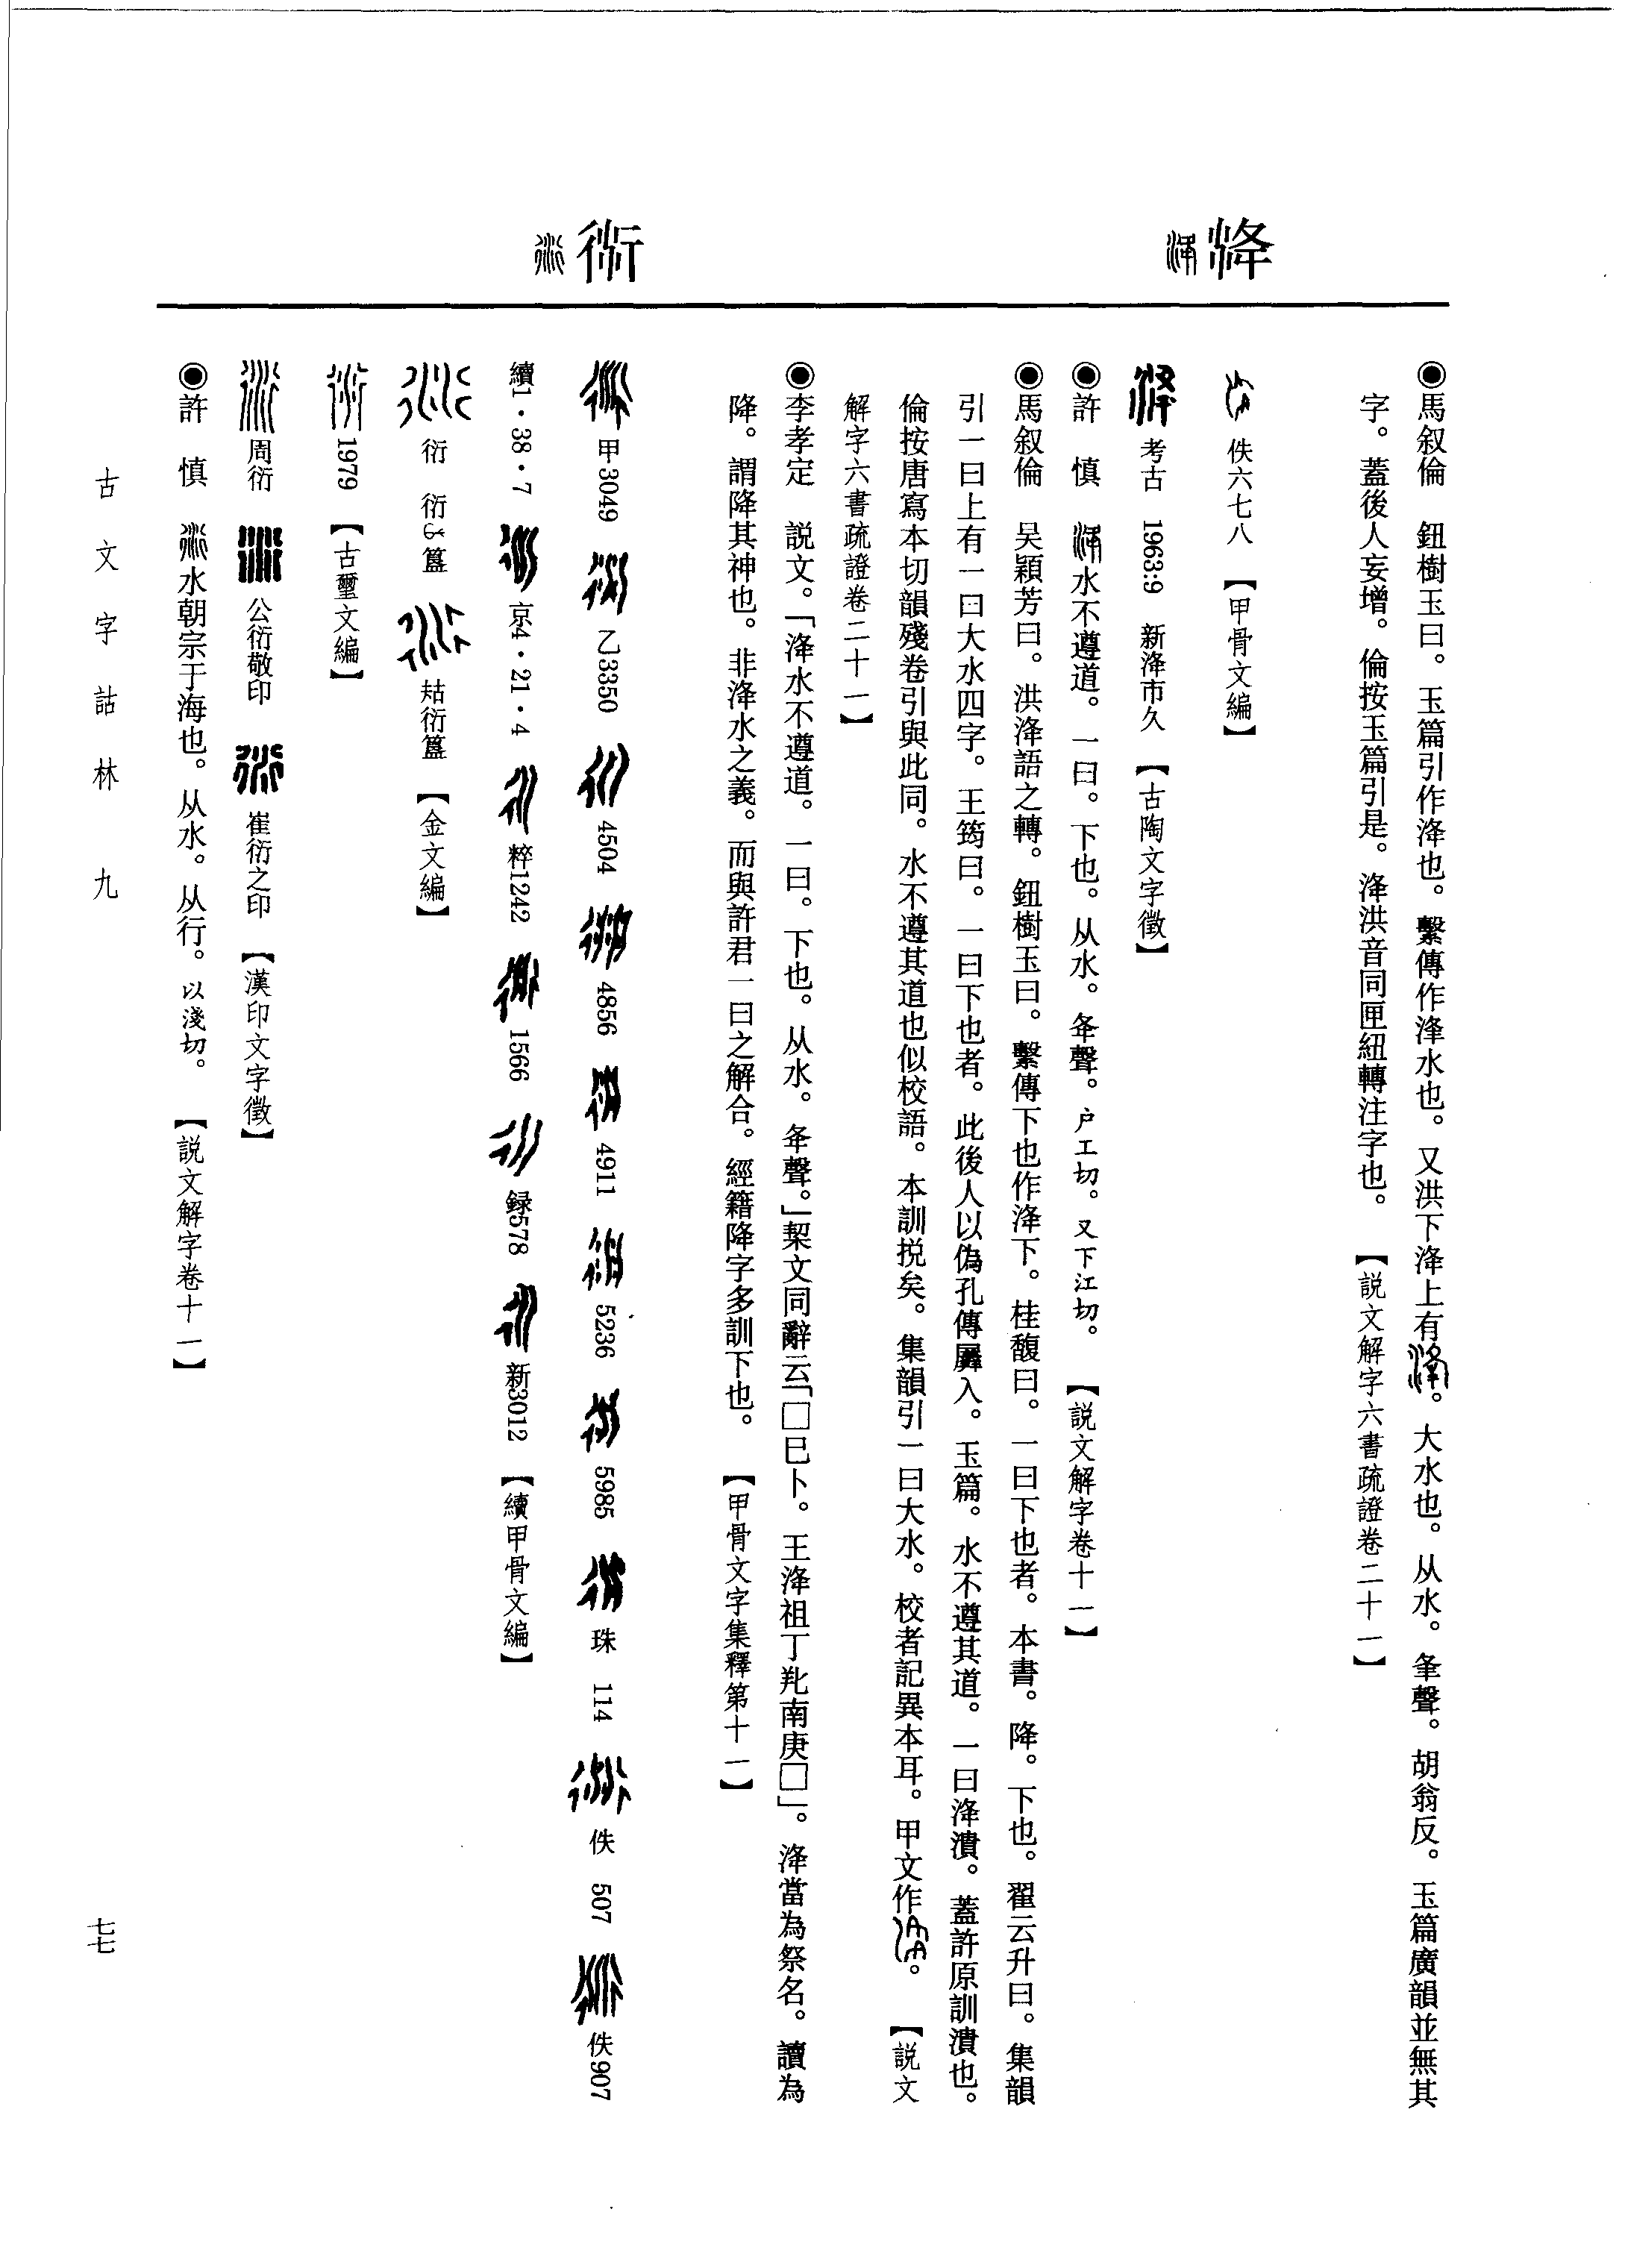 洚
衍
◉馬叙倫　鈕樹玉曰。玉篇引作洚也。繫傳作浲水也。又洪下洚上有。大水也。从水。夆聲。胡翁反。玉篇廣韻並無其
字。蓋後人妄增。倫按玉篇引是。洚洪音同匣紐轉注字也。　【説文解字六書疏證卷二十一】
佚六七八　【甲骨文編】
考古　1963:9　新洚市久　【古陶文字徵】
◉許　慎　水不遵道。一曰。下也。从水。夅聲。户工切。又下江切。　【説文解字卷十一】
◉馬叙倫　吴穎芳曰。洪洚語之轉。鈕樹玉曰。繫傳下也作洚下。桂馥曰。一曰下也者。本書。降。下也。翟云升曰。集韻
引一曰上有一曰大水四字。王筠曰。一曰下也者。此後人以偽孔傳羼入。玉篇。水不遵其道。一曰洚潰。蓋許原訓潰也。
倫按唐寫本切韻殘卷引與此同。水不遵其道也似校語。本訓挩矣。集韻引一曰大水。校者記異本耳。甲文作。　【説文
解字六書疏證卷二十一】
◉李孝定　説文。「洚水不遵道。一曰。下也。从水。夅聲。」栔文同辭云「□巳卜。王洚祖丁羌南庚□」。洚當為祭名。讀為
降。謂降其神也。非洚水之義。而與許君一曰之解合。經籍降字多訓下也。　【甲骨文字集釋第十一】
甲3049　乙3350　4504　4856　4911　5236　5985　珠　114　佚　507　佚907
續1·38·7　京4·21·4　粹1242　1566　録578　新3012　【續甲骨文編】
衍　衍簋　姞衍簋　【金文編】
1979　【古璽文編】
周衍　公衍敬印　崔衍之印　【漢印文字徵】
◉許　慎　水朝宗于海也。从水。从行。以淺切。　【説文解字卷十一】
古文字詁林　九
七七